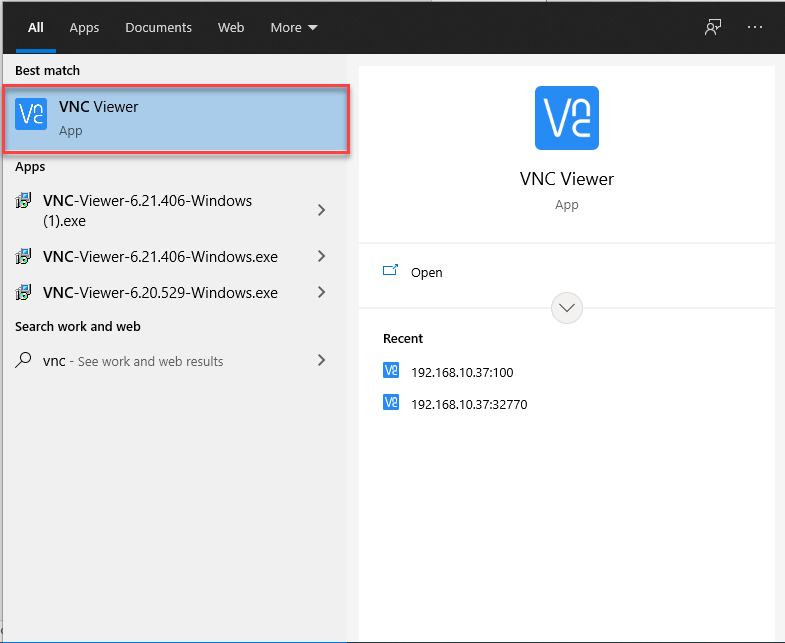 All Apps Documents Web More
Best match
VNC Viewer
App
Apps
VNC-Viewer-6.21.406-Windows
(1).exe
VNC-Viewer-6.21.406-Windows.exe
VNC-Viewer-6.20.529-Windows.exe
Search work and web
vnc - See work and web results
VNC Viewer
App
Open
Recent
192.168.10.37:100
192.168.10.37:32770